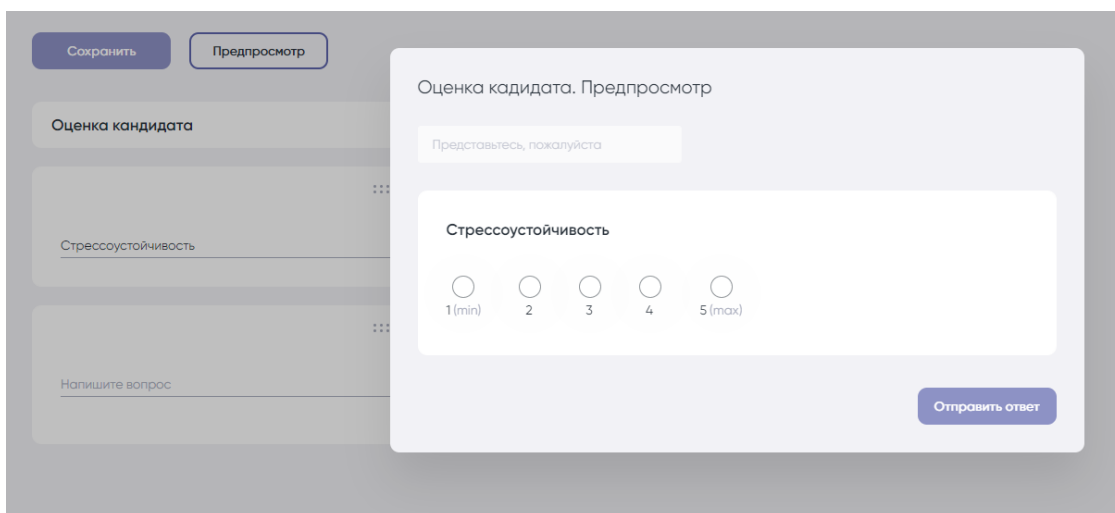 Сохранить
Предпросмотр
Оценка кандидата
Стрессоустойчивость
Напишите вопрос
Оценка кадидата. Предпросмотр
Представьтесь, пожалуйста
Стрессоустойчивость
1 (min) 2 3 4 5 (max)
Отправить ответ